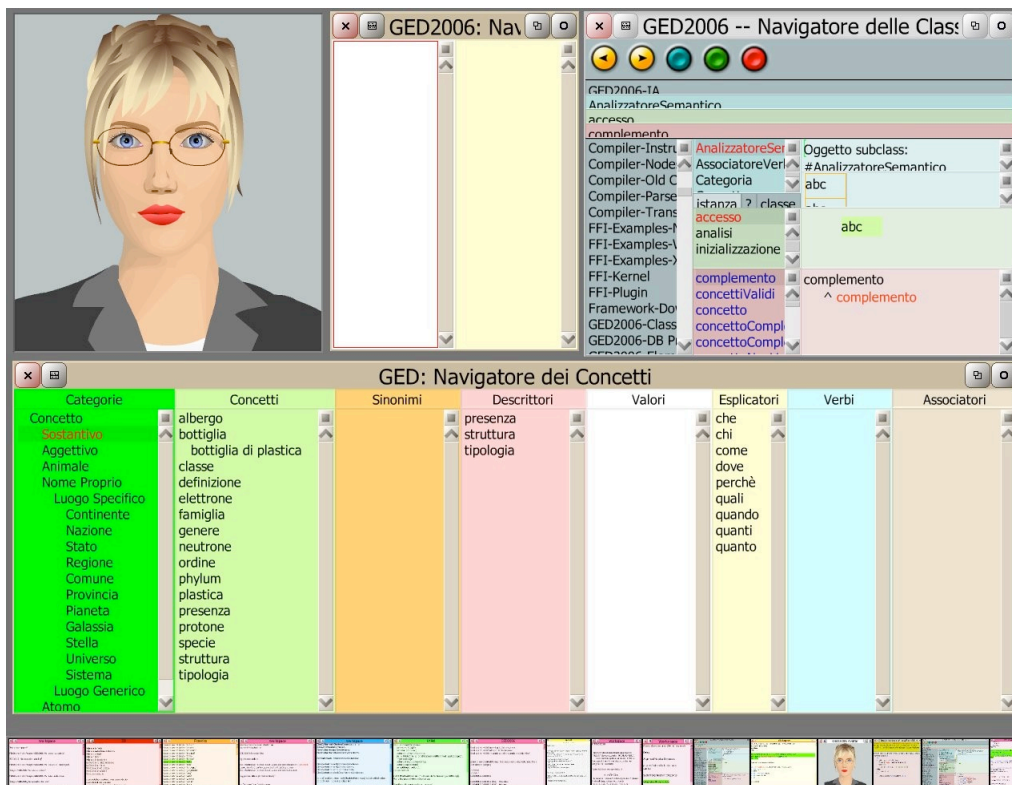 GED2006: Nav
GED2006 -- Navigatore delle Class
GED2006-IA
AnalizzatoreSemantico
accesso
complemento
Compiler-Instru
Compiler-Node
Compiler-Old C
Compiler-Parse
Compiler-Trans
FFI-Examples-M
FFI-Examples-V
FFI-Examples-X
FFI-Kernel
FFI-Plugin
Framework-Dov
GED2006-Class
GED2006-DB P
AnalizzatoreSer
AssociatoreVerl
Categoria
istanza ? classe
accesso
analisi
inizializzazione
complemento
concettiValidi
concetto
concettoCompl
concettoCompl
Oggetto subclass:
#AnalizzatoreSemantico
abc
abc
complemento
^ complemento
GED: Navigatore dei Concetti
Categorie
Concetto
Sostantivo
Aggettivo
Animale
Nome Proprio
Luogo Specifico
Continente
Nazione
Stato
Regione
Comune
Provincia
Pianeta
Galassia
Stella
Universo
Sistema
Luogo Generico
Atomo
Concetti
albergo
bottiglia
bottiglia di plastica
classe
definizione
elettrone
famiglia
genere
neutrone
ordine
phylum
plastica
presenza
protone
specie
struttura
tipologia
Sinonimi
Descrittori
presenza
struttura
tipologia
Valori
Esplicatori
che
chi
come
dove
perchè
quali
quando
quanti
quanto
Verbi
Associatori